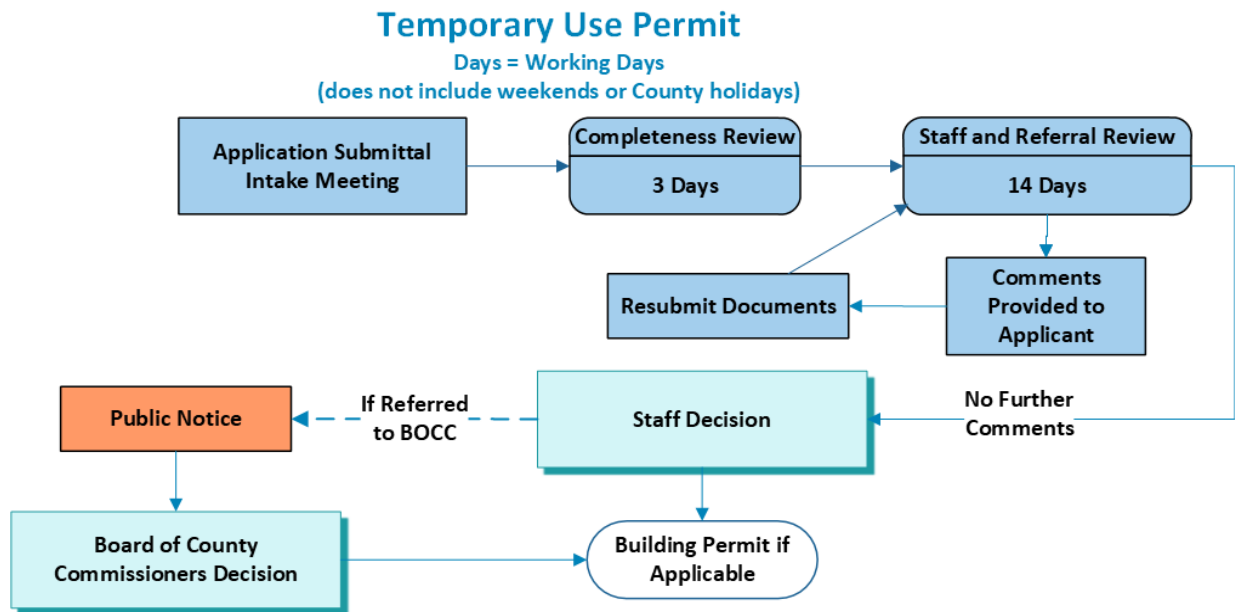 Temporary Use Permit
Days = Working Days
(does not include weekends or County holidays)
Application Submittal
Intake Meeting
Completeness Review
3 Days
Staff and Referral Review
14 Days
Resubmit Documents
Comments
Provided to
Applicant
Public Notice
If Referred
to BOCC
Staff Decision
No Further
Comments
Board of County
Commissioners Decision
Building Permit if
Applicable